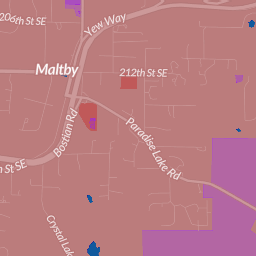 206th St SE
Yew Way
Maltby
212th St SE
Bostian Rd
Paradise Lake Rd
h St SE
Crystal Lake